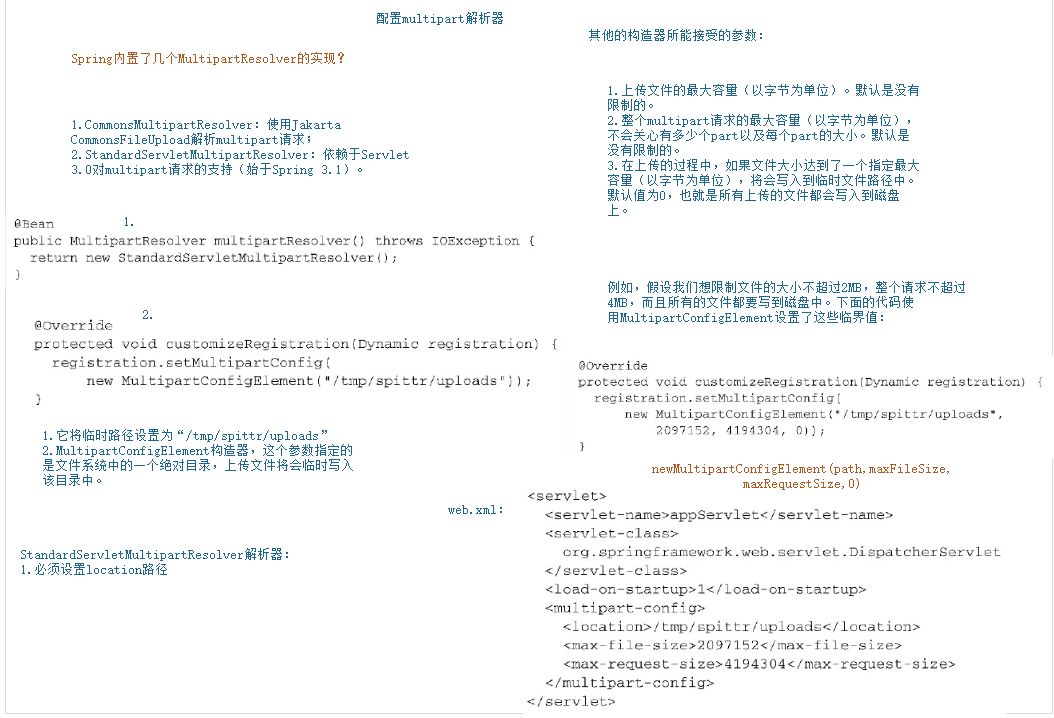 配置multipart解析器
Spring内置了几个MultipartResolver的实现？
1.CommonsMultipartResolver：使用Jakarta
CommonsFileUpload解析multipart请求；
2.StandardServletMultipartResolver：依赖于Servlet
3.0对multipart请求的支持（始于Spring 3.1）。
1.
@Bean
public MultipartResolver multipartResolver() throws IOException {
return new StandardServletMultipartResolver();
}
2.
@Override
protected void customizeRegistration(Dynamic registration) {
registration.setMultipartConfig(
new MultipartConfigElement("/tmp/spittr/uploads"));
}
1.它将临时路径设置为“/tmp/spittr/uploads”
2.MultipartConfigElement构造器，这个参数指定的
是文件系统中的一个绝对目录，上传文件将会临时写入
该目录中。
StandardServletMultipartResolver解析器：
1.必须设置location路径
其他的构造器所能接受的参数：
1.上传文件的最大容量（以字节为单位）。默认是没有
限制的。
2.整个multipart请求的最大容量（以字节为单位），
不会关心有多少个part以及每个part的大小。默认是
没有限制的。
3.在上传的过程中，如果文件大小达到了一个指定最大
容量（以字节为单位），将会写入到临时文件路径中。
默认值为0，也就是所有上传的文件都会写入到磁盘
上。
例如，假设我们想限制文件的大小不超过2MB，整个请求不超过
4MB，而且所有的文件都要写到磁盘中。下面的代码使
用MultipartConfigElement设置了这些临界值：
@Override
protected void customizeRegistration(Dynamic registration) {
registration.setMultipartConfig(
new MultipartConfigElement("/tmp/spittr/uploads",
2097152, 4194304, 0));
}
newMultipartConfigElement(path,maxFileSize,
maxRequestSize,0)
web.xml：
<servlet>
<servlet-name>appServlet</servlet-name>
<servlet-class>
org.springframework.web.servlet.DispatcherServlet
</servlet-class>
<load-on-startup>1</load-on-startup>
<multipart-config>
<location>/tmp/spittr/uploads</location>
<max-file-size>2097152</max-file-size>
<max-request-size>4194304</max-request-size>
</multipart-config>
</servlet>